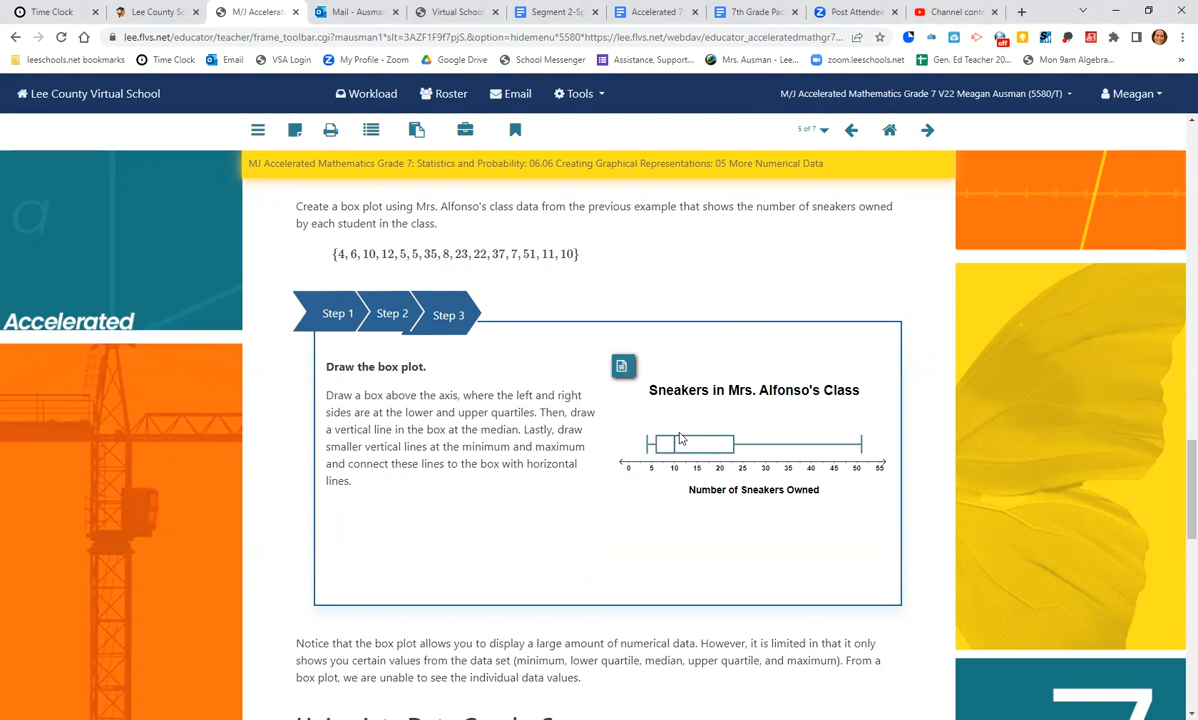 Time Clock
Lee County Sc
M/J Accelerat
Mail - Ausma
Virtual School
Segment 2-Sp
Accelerated 7
7th Grade Pac
Post Attendee
Channel conte
lee.flvs.net/educator/teacher/frame_toolbar.cgi?mausman1*slt=3AZF1F9f7pjS.&option=hidemenu*5580*https://lee.flvs.net/webdav/educator_acceleratedmathgr7...
leeschools.net bookmarks
Time Clock
Email
VSA Login
My Profile - Zoom
Google Drive
School Messenger
Assistance, Support...
Mrs. Ausman - Lee...
zoom.leeschools.net
Gen. Ed Teacher 20...
Mon 9am Algebra...
Lee County Virtual School
Workload
Roster
Email
Tools
M/J Accelerated Mathematics Grade 7 V22 Meagan Ausman (5580/T)
Meagan
5 of 7
MJ Accelerated Mathematics Grade 7: Statistics and Probability: 06.06 Creating Graphical Representations: 05 More Numerical Data
Create a box plot using Mrs. Alfonso's class data from the previous example that shows the number of sneakers owned
by each student in the class.
{4, 6, 10, 12, 5, 5, 35, 8, 23, 22, 37, 7, 51, 11, 10}
Step 1
Step 2
Step 3
Draw the box plot.
Draw a box above the axis, where the left and right
sides are at the lower and upper quartiles. Then, draw
a vertical line in the box at the median. Lastly, draw
smaller vertical lines at the minimum and maximum
and connect these lines to the box with horizontal
lines.
Sneakers in Mrs. Alfonso's Class
0 5 10 15 20 25 30 35 40 45 50 55
Number of Sneakers Owned
Notice that the box plot allows you to display a large amount of numerical data. However, it is limited in that it only
shows you certain values from the data set (minimum, lower quartile, median, upper quartile, and maximum). From a
box plot, we are unable to see the individual data values.
a
Accelerated
7